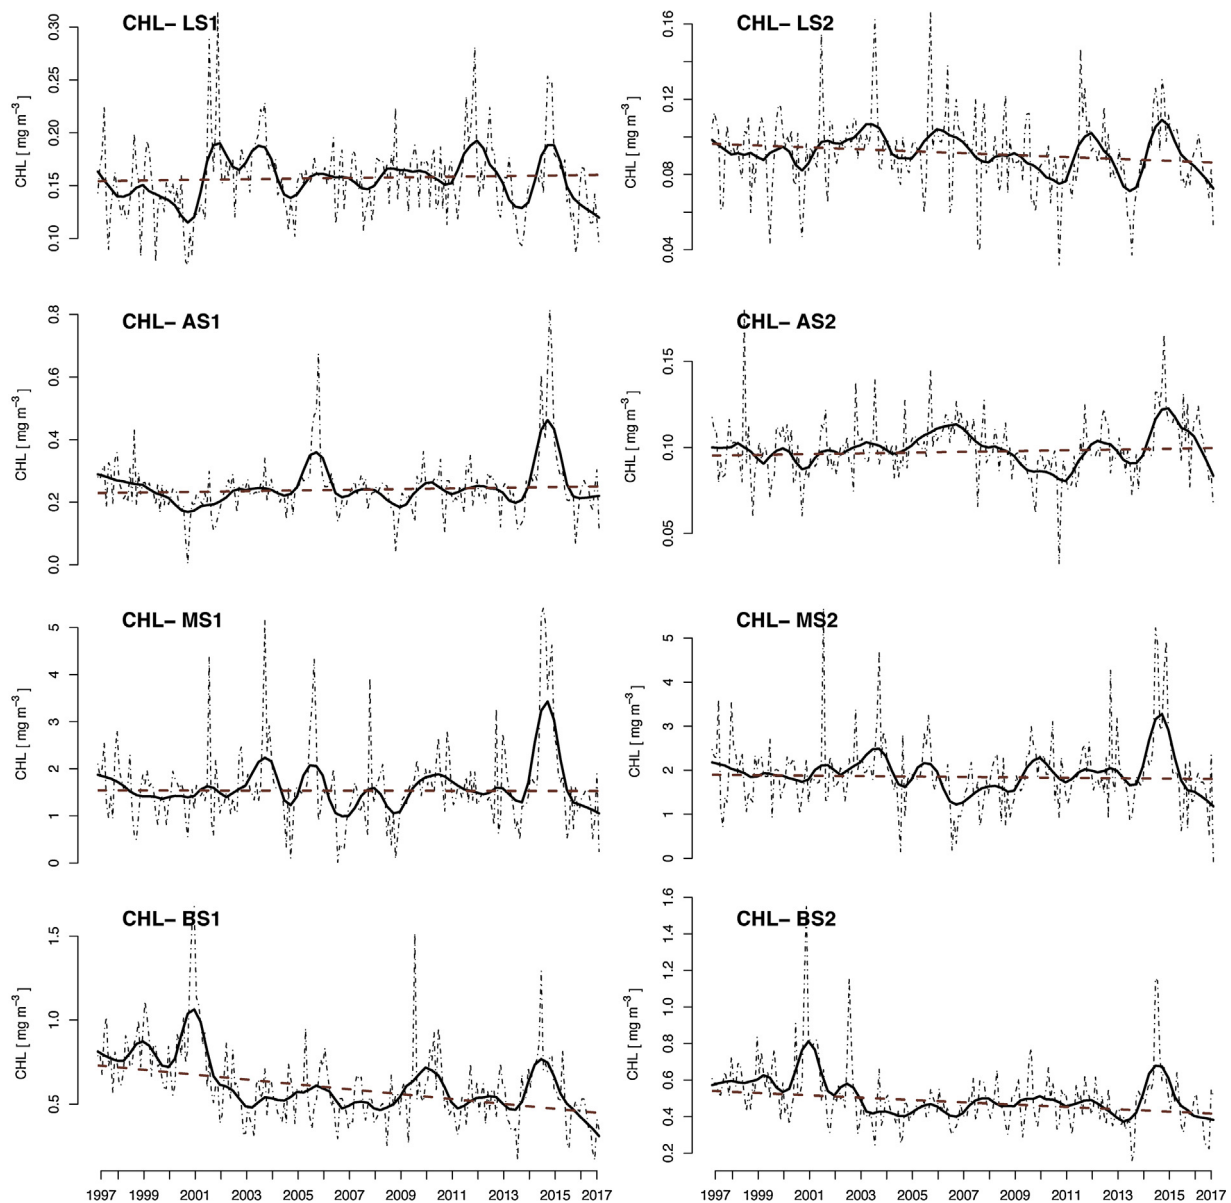 CHL– LS1
CHL [ mg m−3 ]
0.30
0.25
0.20
0.15
0.10
CHL– LS2
CHL [ mg m−3 ]
0.16
0.12
0.08
0.04
CHL– AS1
CHL [ mg m−3 ]
0.8
0.6
0.4
0.2
0.0
CHL– AS2
CHL [ mg m−3 ]
0.15
0.10
0.05
CHL– MS1
CHL [ mg m−3 ]
5
4
3
2
1
0
CHL– MS2
CHL [ mg m−3 ]
5
4
3
2
1
0
CHL– BS1
CHL [ mg m−3 ]
1.5
1.0
0.5
1997 1999 2001 2003 2005 2007 2009 2011 2013 2015 2017
CHL– BS2
CHL [ mg m−3 ]
1.6
1.4
1.2
1.0
0.8
0.6
0.4
0.2
1997 1999 2001 2003 2005 2007 2009 2011 2013 2015 2017